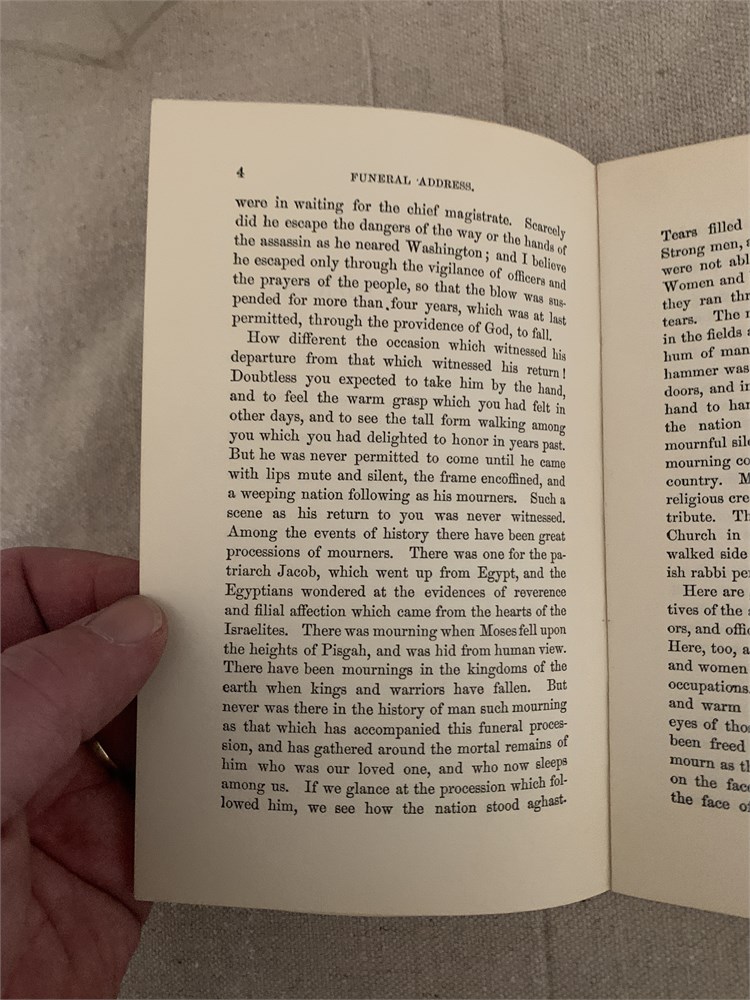 4 FUNERAL ADDRESS.
were in waiting for the chief magistrate. Scarcely
did he escape the dangers of the way or the hands of
the assassin as he neared Washington; and I believe
he escaped only through the vigilance of officers and
the prayers of the people, so that the blow was sus-
pended for more than four years, which was at last
permitted, through the providence of God, to fall.
How different the occasion which witnessed his
departure from that which witnessed his return!
Doubtless you expected to take him by the hand,
and to feel the warm grasp which you had felt in
other days, and to see the tall form walking among
you which you had delighted to honor in years past.
But he was never permitted to come until he came
with lips mute and silent, the frame encoffined, and
a weeping nation following as his mourners. Such a
scene as his return to you was never witnessed.
Among the events of history there have been great
processions of mourners. There was one for the pa-
triarch Jacob, which went up from Egypt, and the
Egyptians wondered at the evidences of reverence
and filial affection which came from the hearts of the
Israelites. There was mourning when Moses fell upon
the heights of Pisgah, and was hid from human view.
There have been mournings in the kingdoms of the
earth when kings and warriors have fallen. But
never was there in the history of man such mourning
as that which has accompanied this funeral proces-
sion, and has gathered around the mortal remains of
him who was our loved one, and who now sleeps
among us. If we glance at the procession which fol-
lowed him, we see how the nation stood aghast.
Tears filled
Strong men,
were not
Women and
they ran
tears. The
in the fields
hum of man
hammer was
doors, and
hand to
the nation
mournful
mourning
country.
religious
tribute.
Church in
walked side
ish rabbi
Here are
tives of the
ors, and
Here, too,
and women
occupations.
and warm
eyes of
been freed
mourn as
on the
the face